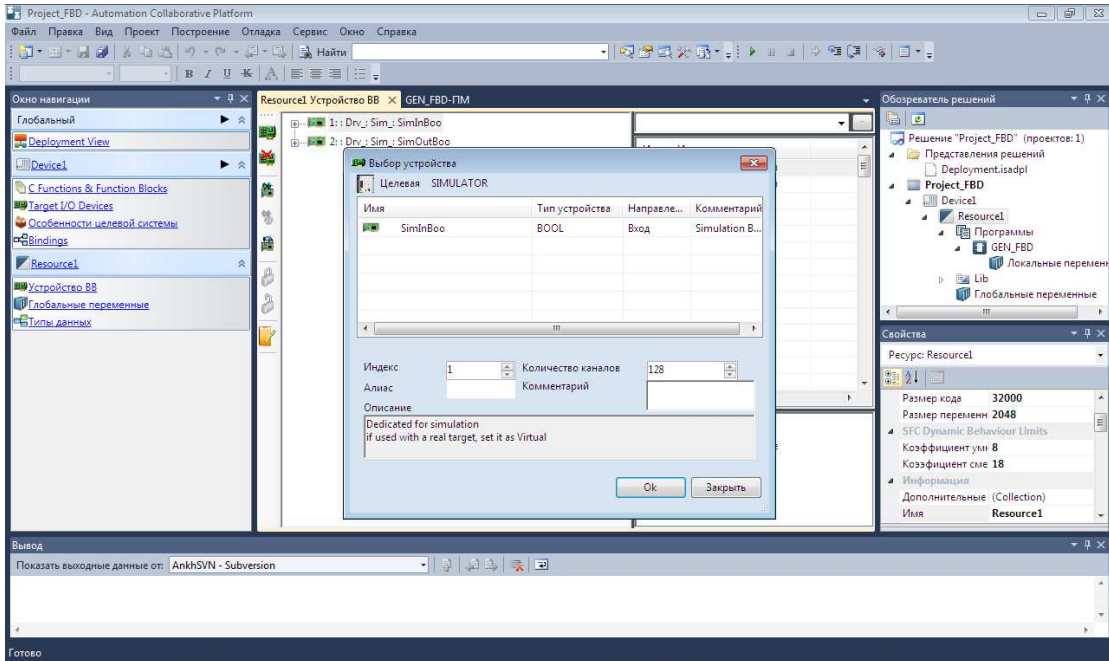 Project_FBD - Automation Collaborative Platform
Файл Правка Вид Проект Построение Отладка Сервис Окно Справка
Найти
B I U K A
Окно навигации
Глобальный
Deployment View
Device1
C Functions & Function Blocks
Target I/O Devices
Особенности целевой системы
Bindings
Resource1
Устройство ВВ
Глобальные переменные
Типы данных
Resource1 Устройство ВВ GEN_FBD-ПМ
1: : Drv_: Sim_: SimInBoo
2: : Drv_: Sim_: SimOutBoo
Выбор устройства
Целевая SIMULATOR
Имя Тип устройства Направле... Комментарий
SimInBoo BOOL Вход Simulation B...
Индекс 1 Количество каналов 128
Алиас Комментарий
Описание
Dedicated for simulation
if used with a real target, set it as Virtual
Ok Закрыть
Обозреватель решений
Решение "Project_FBD" (проектов: 1)
Представления решений
Deployment.isadpl
Project_FBD
Device1
Resource1
Программы
GEN_FBD
Локальные перемен
Lib
Глобальные переменные
Свойства
Ресурс: Resource1
Размер кода 32000
Размер переменн 2048
SFC Dynamic Behaviour Limits
Коэффициент умн 8
Коэффициент сме 18
Информация
Дополнительные (Collection)
Имя Resource1
Вывод
Показать выходные данные от: AnkhSVN - Subversion
Готово